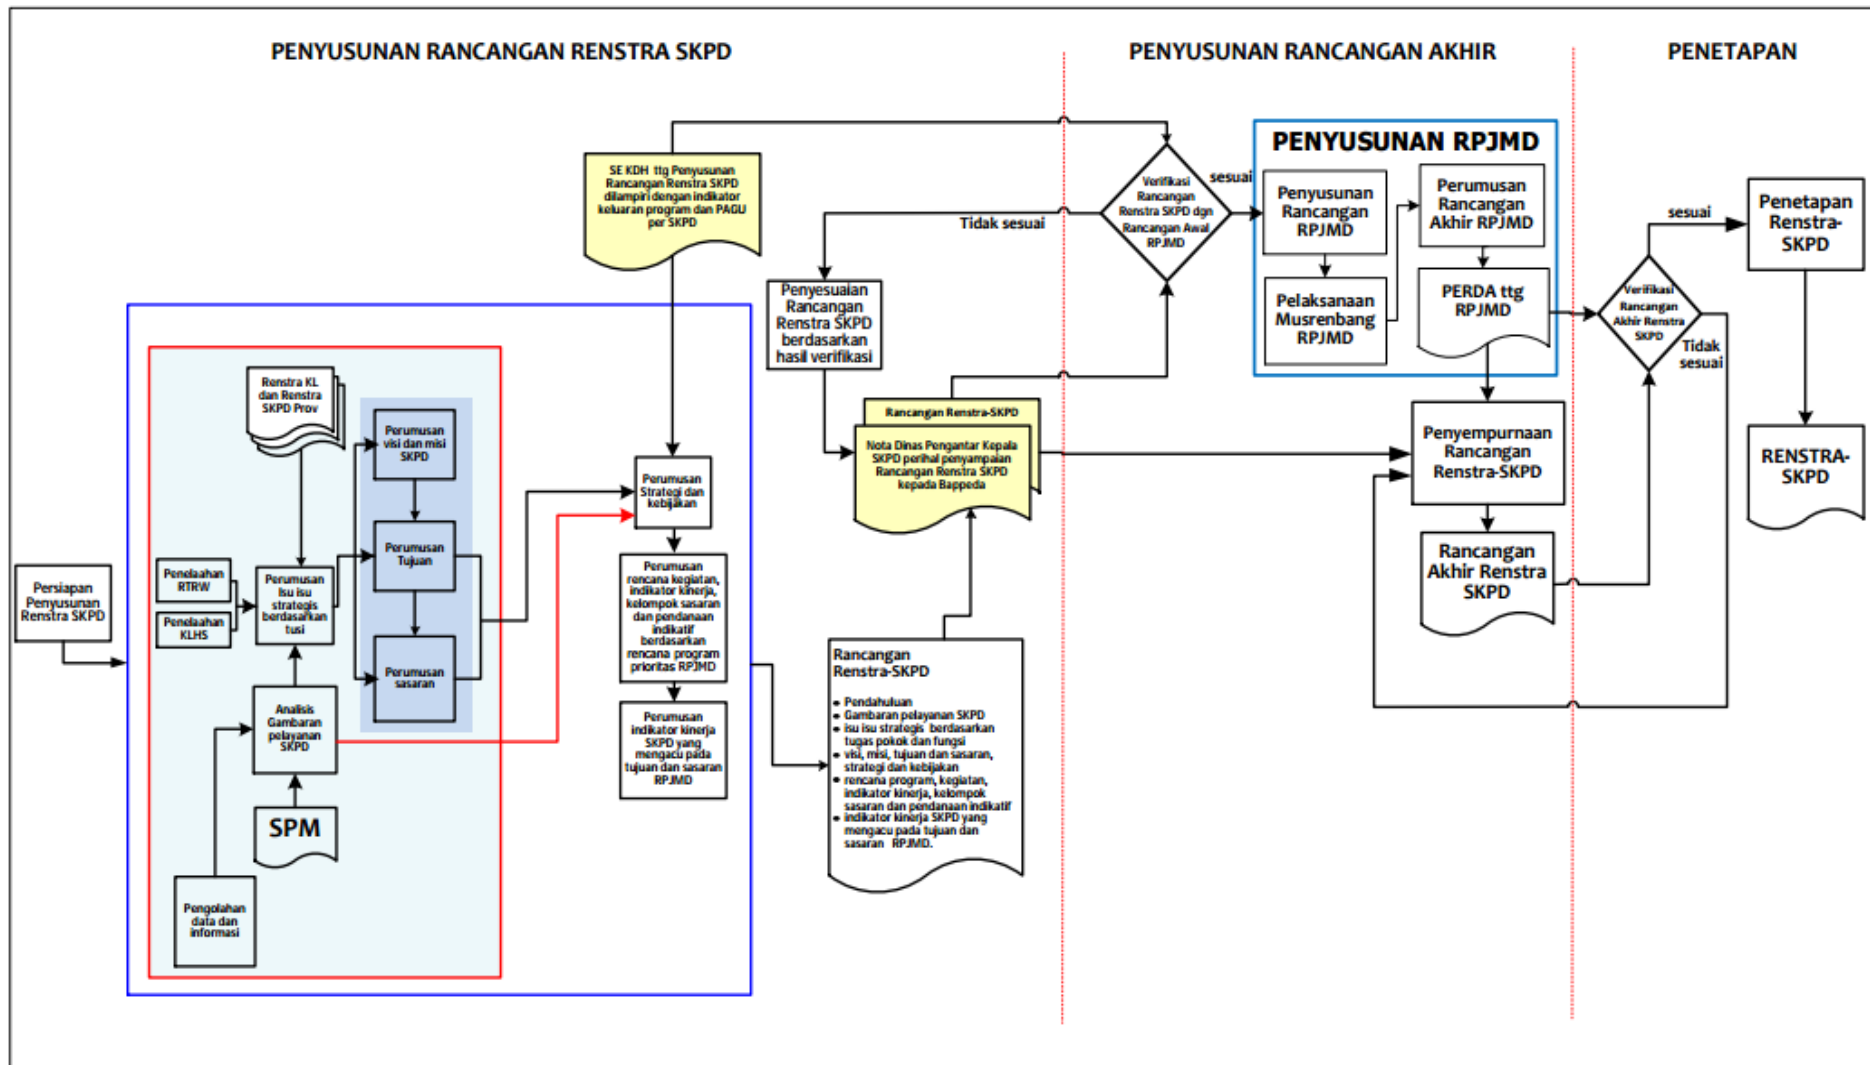 PENYUSUNAN RANCANGAN RENSTRA SKPD
PENYUSUNAN RANCANGAN AKHIR
PENETAPAN
SE KDH ttg Penyusunan
Rancangan Renstra SKPD
dilampiri dengan indikator
keluaran program dan PAGU
per SKPD
Tidak sesuai
Verifikasi
Rancangan
Renstra SKPD dgn
Rancangan Awal
RPJMD
sesuai
PENYUSUNAN RPJMD
Penyusunan
Rancangan
RPJMD
Perumusan
Rancangan
Akhir RPJMD
Pelaksanaan
Musrenbang
RPJMD
PERDA ttg
RPJMD
sesuai
Verifikasi
Rancangan
Akhir Renstra
SKPD
Tidak
sesuai
Penetapan
Renstra-
SKPD
RENSTRA-
SKPD
Penyesuaian
Rancangan
Renstra SKPD
berdasarkan
hasil verifikasi
Rancangan Renstra-SKPD
Nota Dinas Pengantar Kepala
SKPD perihal penyampaian
Rancangan Renstra SKPD
kepada Bappeda
Penyempurnaan
Rancangan
Renstra-SKPD
Rancangan
Akhir Renstra
SKPD
Persiapan
Penyusunan
Renstra SKPD
Renstra KL
dan Renstra
SKPD Prov
Penelaahan
RTRW
Penelaahan
KLHS
Perumusan
Isu isu
strategis
berdasarkan
tusi
Analisis
Gambaran
pelayanan
SKPD
SPM
Pengolahan
data dan
informasi
Perumusan
visi dan misi
SKPD
Perumusan
Tujuan
Perumusan
sasaran
Perumusan
Strategi dan
kebijakan
Perumusan
rencana kegiatan,
indikator kinerja,
kelompok sasaran
dan pendanaan
indikatif
berdasarkan
rencana program
prioritas RPJMD
Perumusan
indikator kinerja
SKPD yang
mengacu pada
tujuan dan sasaran
RPJMD
Rancangan
Renstra-SKPD
• Pendahuluan
• Gambaran pelayanan SKPD
• isu isu strategis berdasarkan
tugas pokok dan fungsi
• visi, misi, tujuan dan sasaran,
strategi dan kebijakan
• rencana program, kegiatan,
indikator kinerja, kelompok
sasaran dan pendanaan indikatif
• indikator kinerja SKPD yang
mengacu pada tujuan dan
sasaran RPJMD.